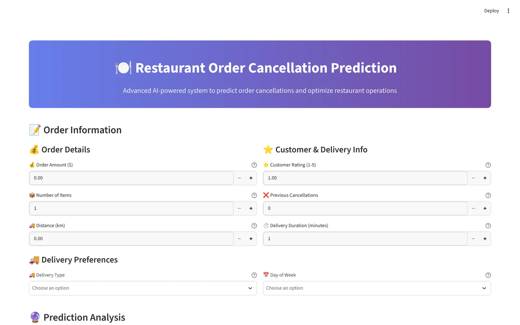 Deploy
🍽️ Restaurant Order Cancellation Prediction
Advanced AI-powered system to predict order cancellations and optimize restaurant operations
📝 Order Information
💰 Order Details
💰 Order Amount ($)
0.00
📦 Number of Items
1
🚚 Distance (km)
0.00
⭐ Customer & Delivery Info
⭐ Customer Rating (1-5)
1.00
❌ Previous Cancellations
0
⏱️ Delivery Duration (minutes)
1
🚚 Delivery Preferences
🚚 Delivery Type
Choose an option
📅 Day of Week
Choose an option
🔮 Prediction Analysis